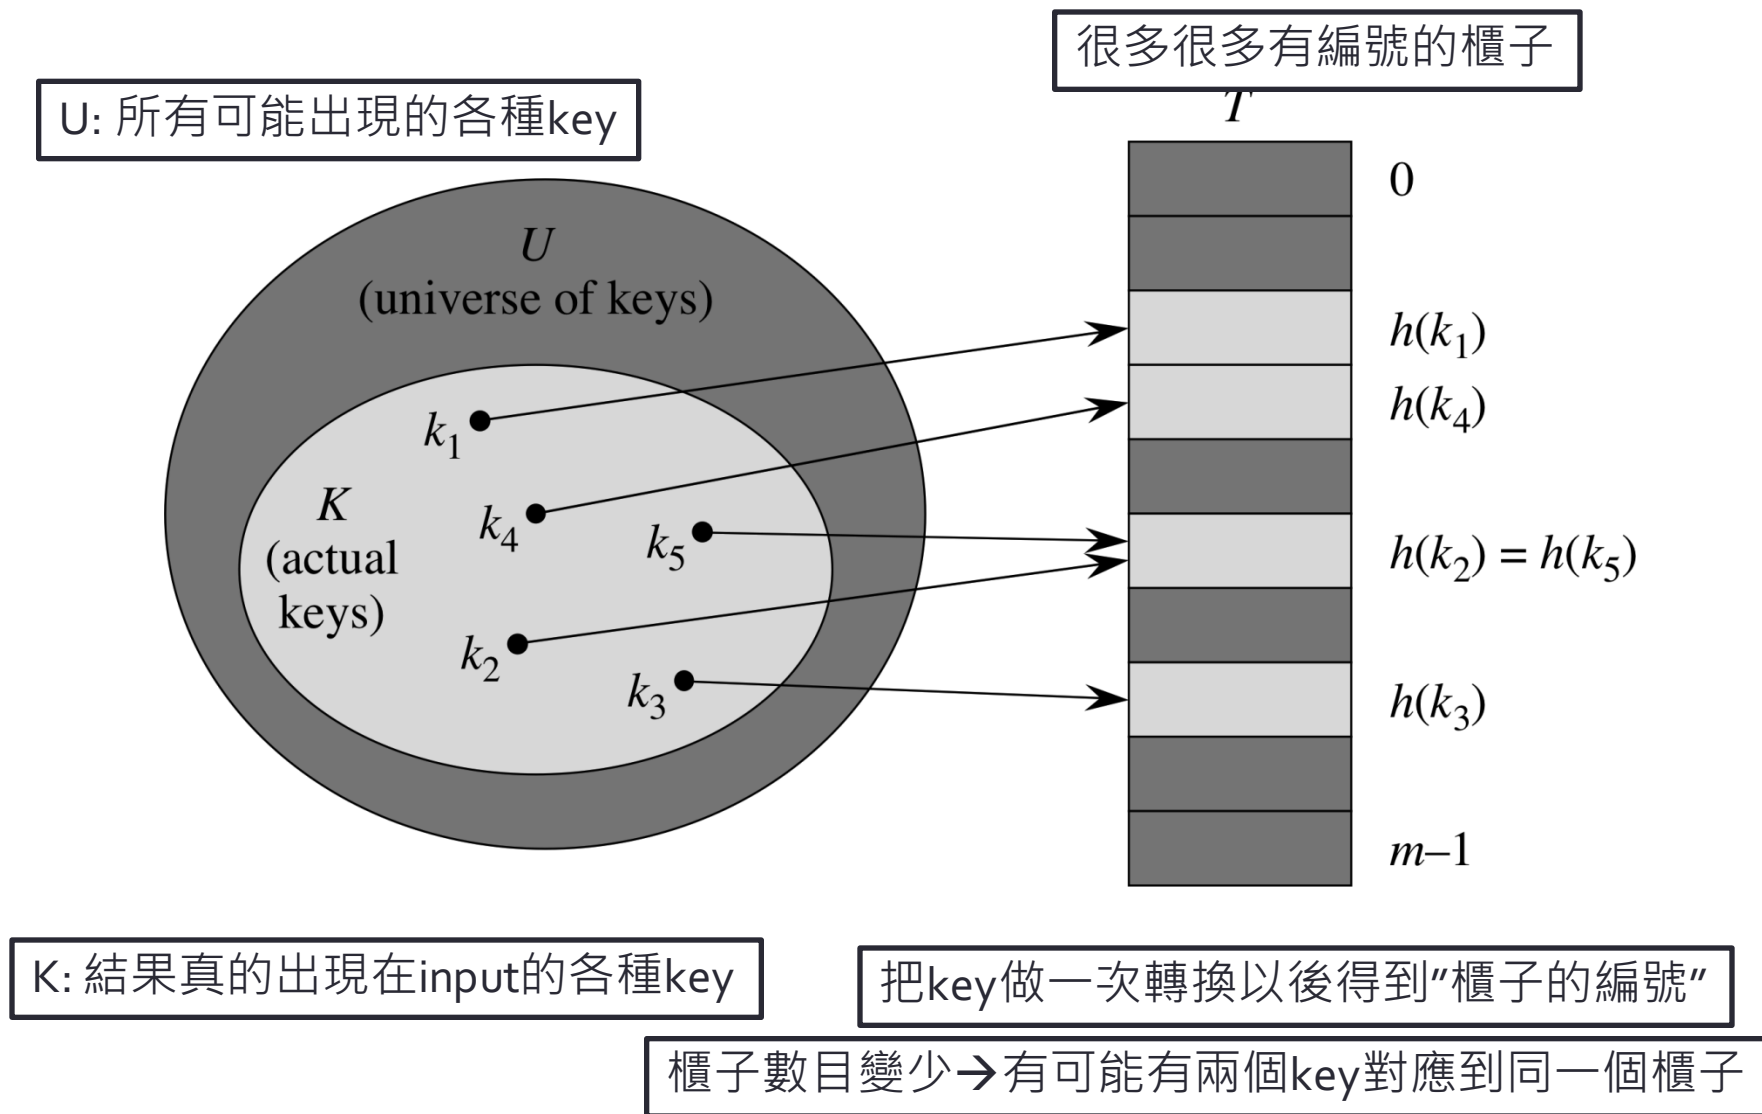 很多很多有編號的櫃子
U: 所有可能出現的各種key
T
0
U
(universe of keys)
h(k₁)
h(k₄)
k₁
k₄
K
(actual
keys)
k₅
h(k₂) = h(k₅)
k₂
k₃
h(k₃)
m–1
K: 結果真的出現在input的各種key
把key做一次轉換以後得到”櫃子的編號”
櫃子數目變少→有可能有兩個key對應到同一個櫃子